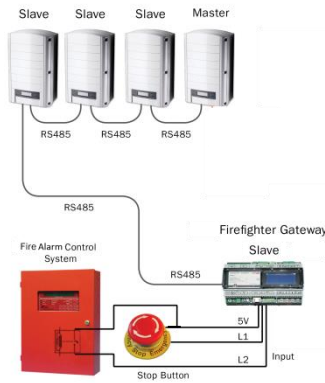 Slave Slave Slave Master
RS485 RS485 RS485
RS485
Firefighter Gateway
Slave
Fire Alarm Control
System
RS485
5V
L1
L2
Input
Stop Button